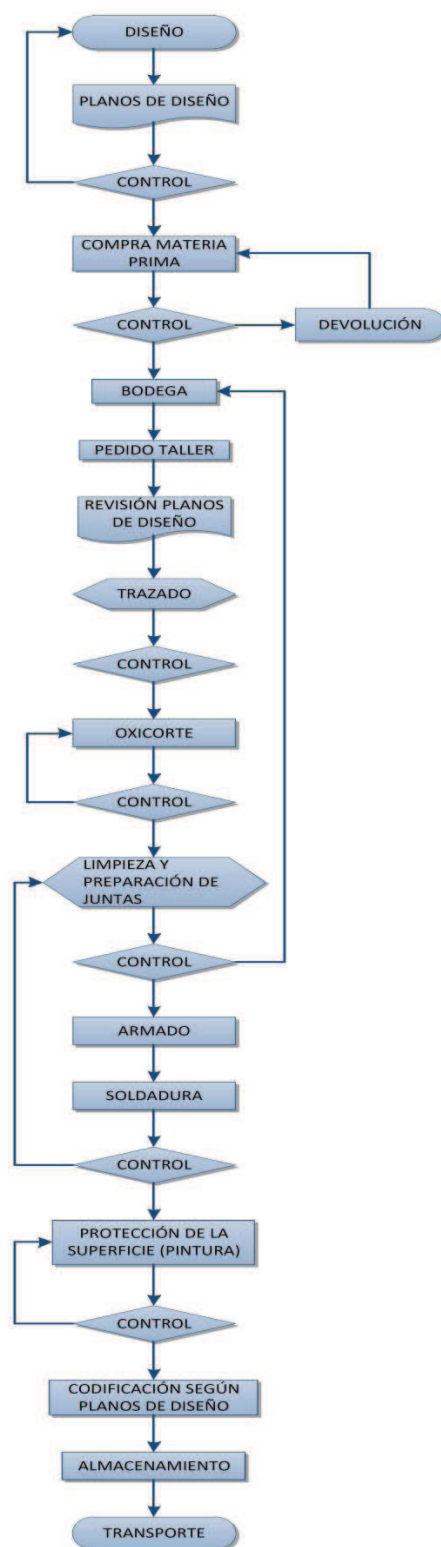 DISEÑO
PLANOS DE DISEÑO
CONTROL
COMPRA MATERIA
PRIMA
CONTROL
DEVOLUCIÓN
BODEGA
PEDIDO TALLER
REVISIÓN PLANOS
DE DISEÑO
TRAZADO
CONTROL
OXICORTE
CONTROL
LIMPIEZA Y
PREPARACIÓN DE
JUNTAS
CONTROL
ARMADO
SOLDADURA
CONTROL
PROTECCIÓN DE LA
SUPERFICIE (PINTURA)
CONTROL
CODIFICACIÓN SEGÚN
PLANOS DE DISEÑO
ALMACENAMIENTO
TRANSPORTE